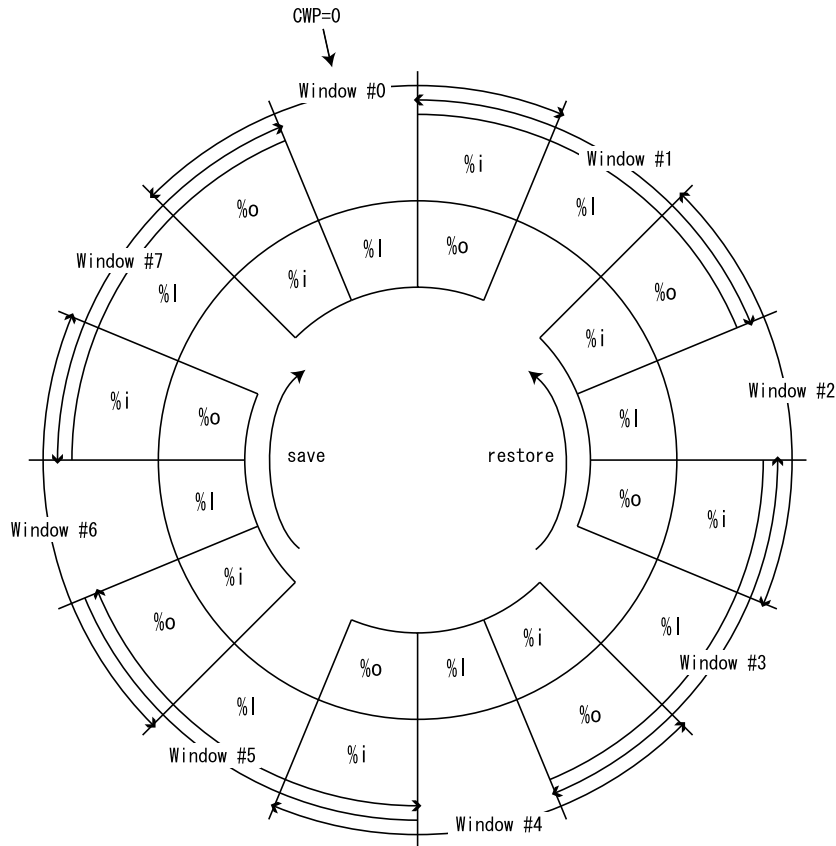 CWP=0
Window #0
%i
Window #1
%l
%o
%l
%o
%i
Window #7
%l
%o
%i
%i
%o
%l
Window #2
save
restore
%l
%o
%i
Window #6
%i
%o
%l
%i
%o
%l
%o
%l
%i
Window #3
%o
Window #5
%i
Window #4